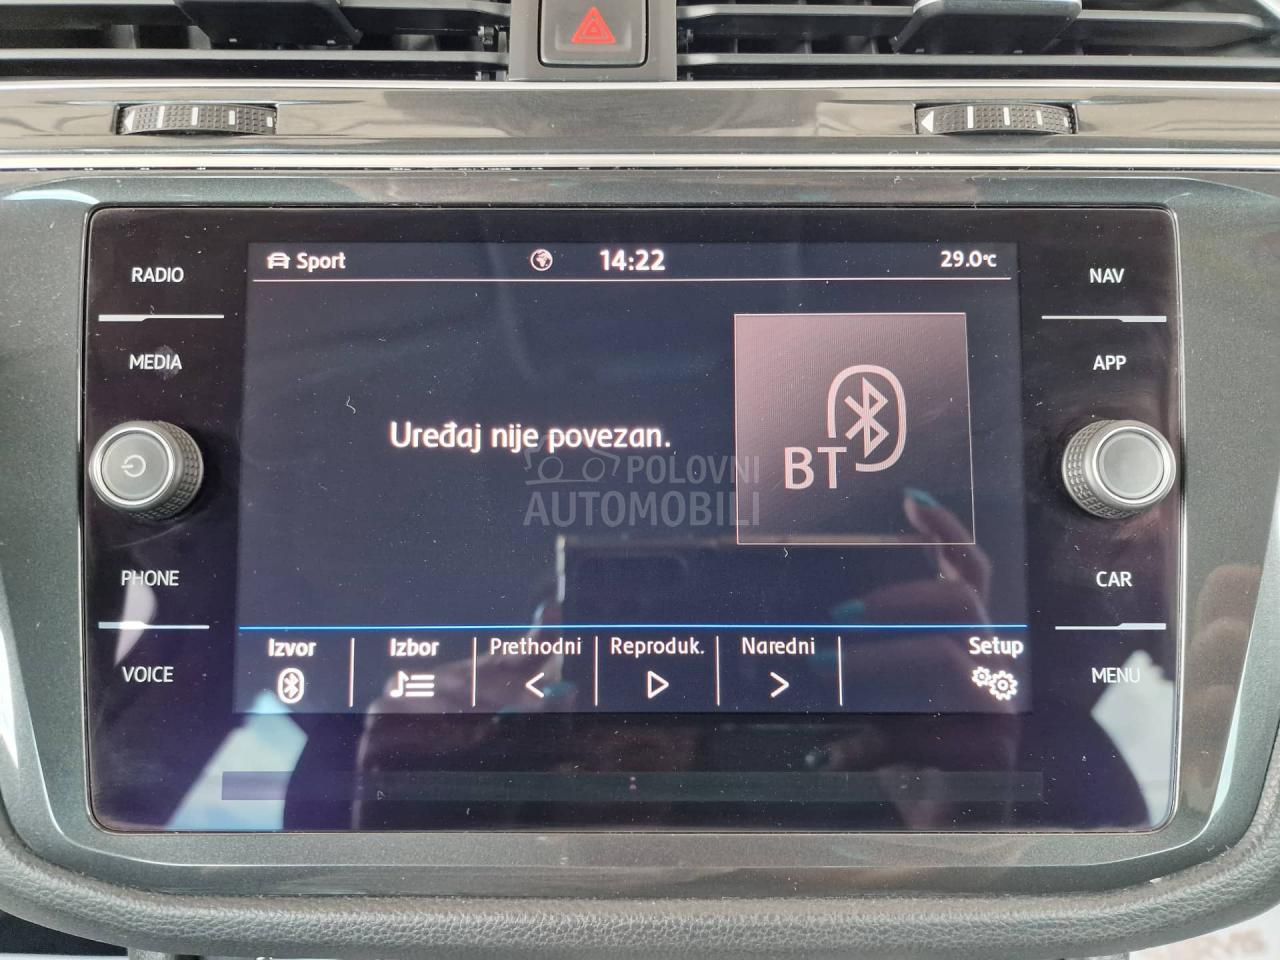 RADIO
MEDIA
PHONE
VOICE
Sport
14:22
29.0°C
Uređaj nije povezan.
BT
POLOVNI
AUTOMOBILI
Izvor
Izbor
Prethodni
Reproduk.
Naredni
Setup
NAV
APP
CAR
MENU